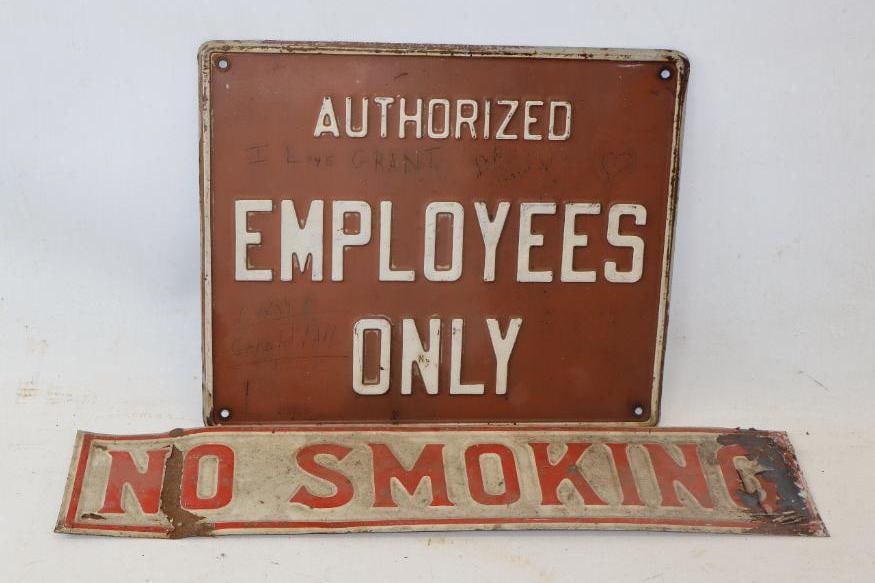 AUTHORIZED
I Love GRANT
EMPLOYEES
ONLY
NO SMOKING